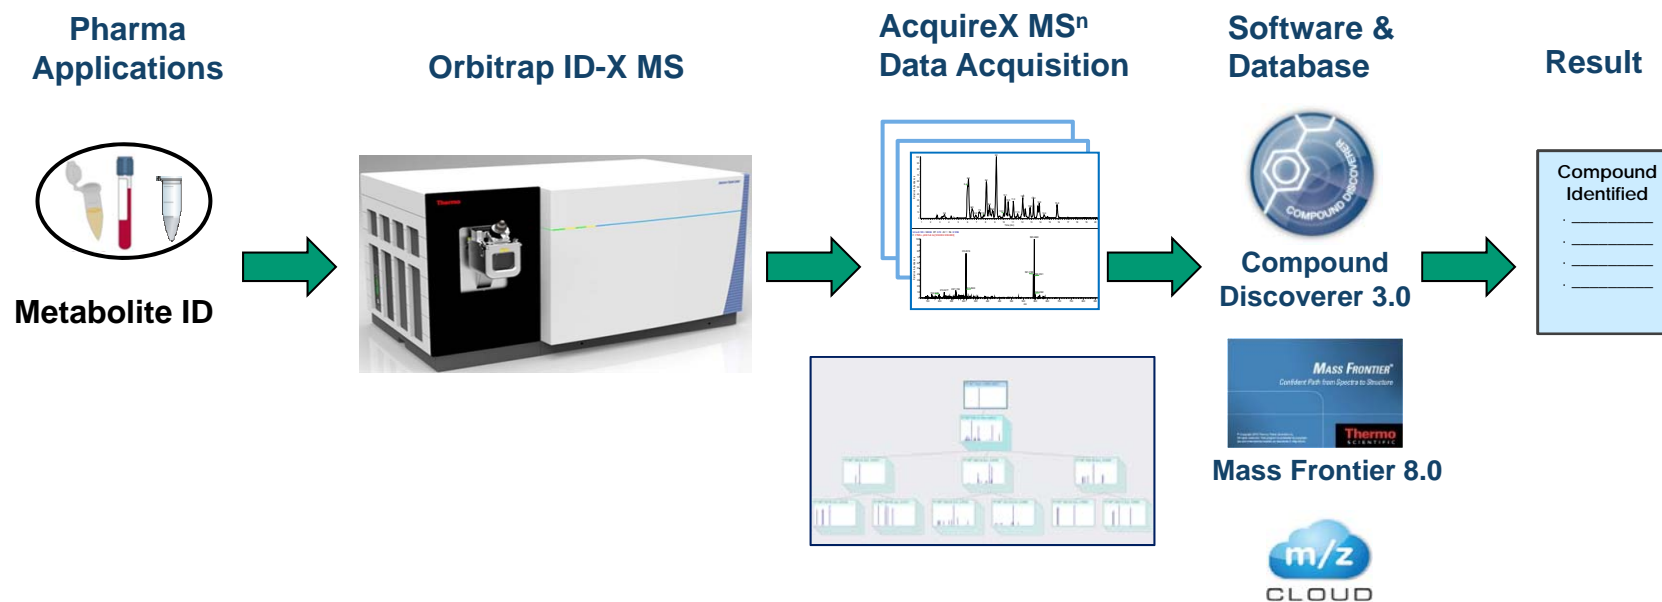 Pharma
Applications
Metabolite ID
Orbitrap ID-X MS
Thermo
AcquireX MSⁿ
Data Acquisition
Software &
Database
COMPOUND DISCOVERER
Compound
Discoverer 3.0
MASS FRONTIER
Confident Path from Spectra to Structure
Thermo
SCIENTIFIC
Mass Frontier 8.0
m/z
CLOUD
Result
Compound
Identified